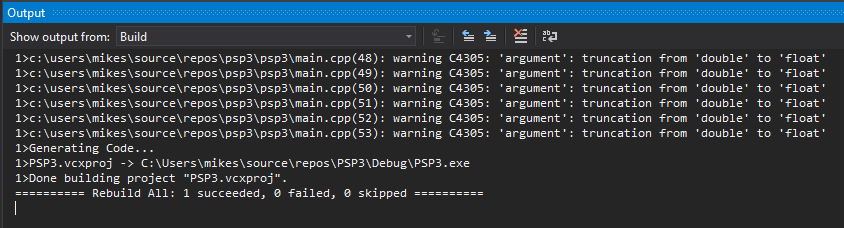 Output
Show output from: Build
1>c:\users\mikes\source\repos\psp3\psp3\main.cpp(48): warning C4305: 'argument': truncation from 'double' to 'float'
1>c:\users\mikes\source\repos\psp3\psp3\main.cpp(49): warning C4305: 'argument': truncation from 'double' to 'float'
1>c:\users\mikes\source\repos\psp3\psp3\main.cpp(50): warning C4305: 'argument': truncation from 'double' to 'float'
1>c:\users\mikes\source\repos\psp3\psp3\main.cpp(51): warning C4305: 'argument': truncation from 'double' to 'float'
1>c:\users\mikes\source\repos\psp3\psp3\main.cpp(52): warning C4305: 'argument': truncation from 'double' to 'float'
1>c:\users\mikes\source\repos\psp3\psp3\main.cpp(53): warning C4305: 'argument': truncation from 'double' to 'float'
1>Generating Code...
1>PSP3.vcxproj -> C:\Users\mikes\source\repos\PSP3\Debug\PSP3.exe
1>Done building project "PSP3.vcxproj".
========== Rebuild All: 1 succeeded, 0 failed, 0 skipped ==========